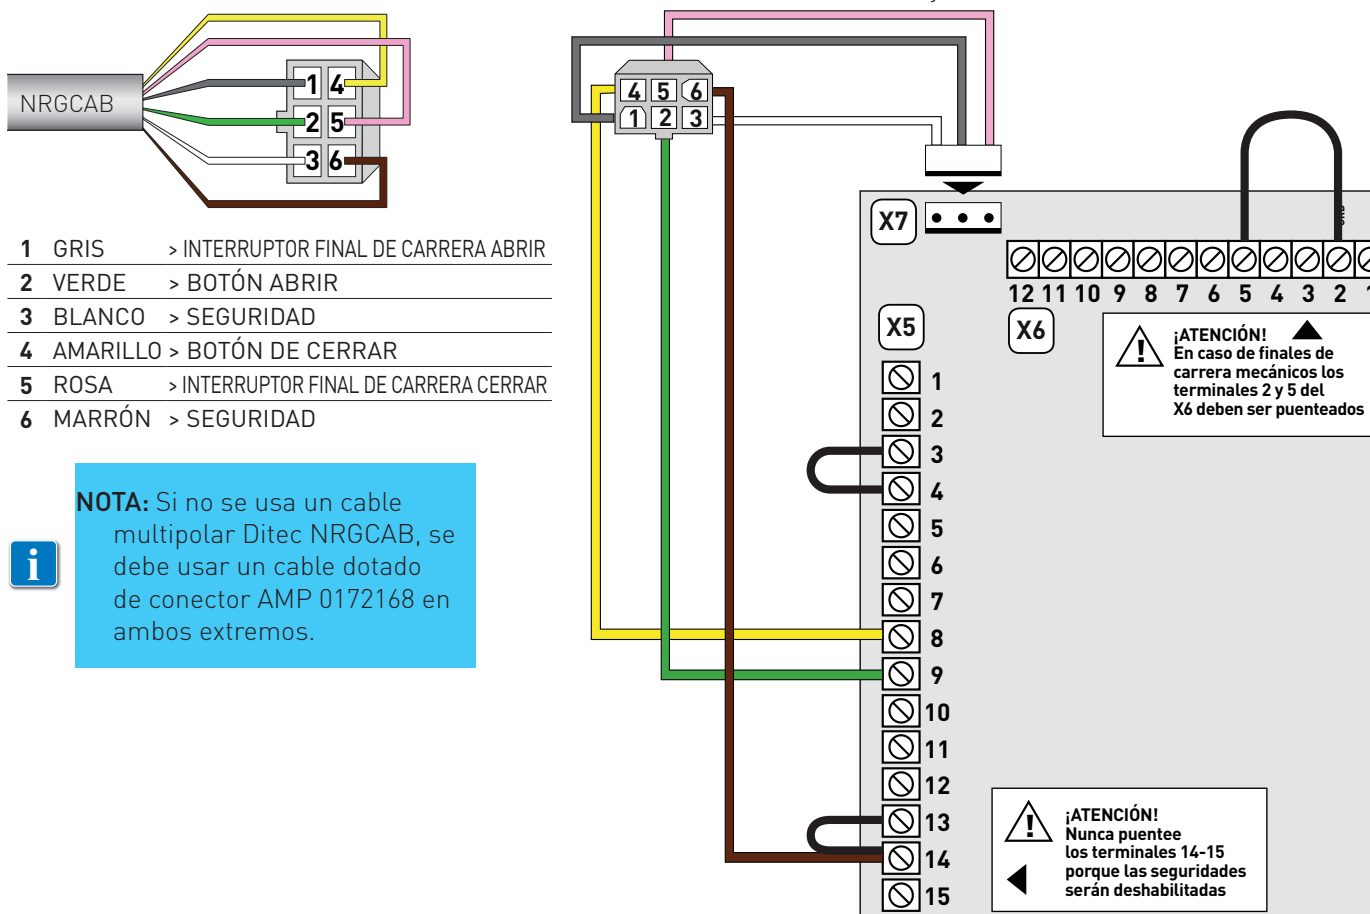 NRGCAB
1 4
2 5
3 6
4 5 6
1 2 3
1 GRIS > INTERRUPTOR FINAL DE CARRERA ABRIR
2 VERDE > BOTÓN ABRIR
3 BLANCO > SEGURIDAD
4 AMARILLO > BOTÓN DE CERRAR
5 ROSA > INTERRUPTOR FINAL DE CARRERA CERRAR
6 MARRÓN > SEGURIDAD
NOTA: Si no se usa un cable
multipolar Ditec NRGCAB, se
debe usar un cable dotado
de conector AMP 0172168 en
ambos extremos.
i
X7
12 11 10 9 8 7 6 5 4 3 2
X5
X6
¡ATENCIÓN!
En caso de finales de
carrera mecánicos los
terminales 2 y 5 del
X6 deben ser puenteados
1
2
3
4
5
6
7
8
9
10
11
12
13
14
15
¡ATENCIÓN!
Nunca puentee
los terminales 14-15
porque las seguridades
serán deshabilitadas